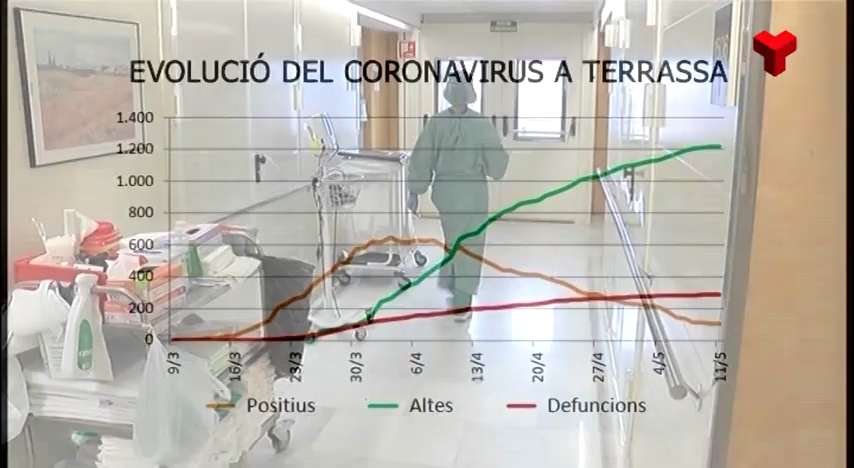 EVOLUCIÓ DEL CORONAVIRUS A TERRASSA
1.400
1.200
1.000
800
600
400
200
0
9/3 16/3 23/3 30/3 6/4 13/4 20/4 27/4 4/5 11/5
Positius Altes Defuncions